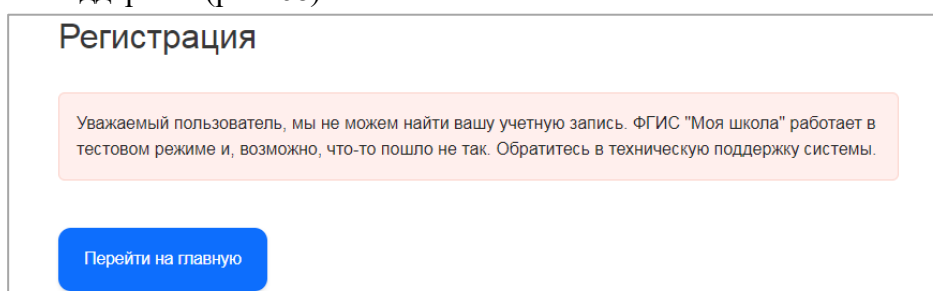 Регистрация
Уважаемый пользователь, мы не можем найти вашу учетную запись. ФГИС "Моя школа" работает в
тестовом режиме и, возможно, что-то пошло не так. Обратитесь в техническую поддержку системы.
Перейти на главную